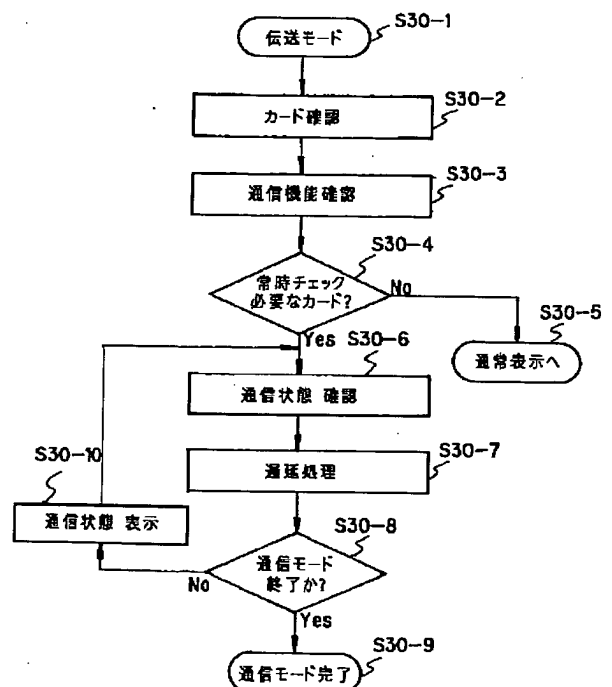 伝送モード
S30-1
カード確認
S30-2
通信機能確認
S30-3
常時チェック
必要なカード?
S30-4
No
Yes
通常表示へ
S30-5
通信状態 確認
S30-6
遅延処理
S30-7
通信モード
終了か?
S30-8
No
Yes
通信状態 表示
S30-10
通信モード完了
S30-9